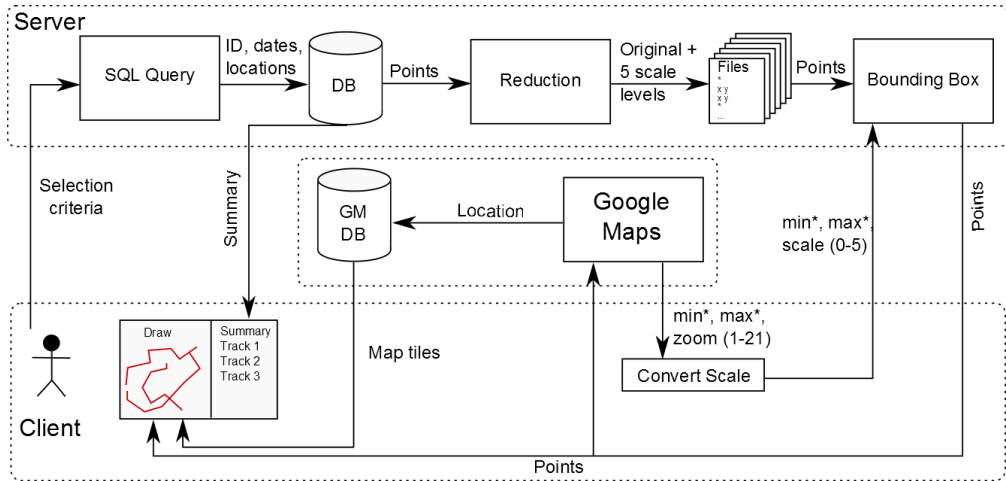 Server
SQL Query
ID, dates,
locations
DB
Points
Reduction
Original +
5 scale
levels
Files
*
x y
x y
*
...
Points
Bounding Box
Selection
criteria
Summary
GM
DB
Location
Google
Maps
min*, max*,
scale (0-5)
Points
min*, max*,
zoom (1-21)
Convert Scale
Draw
Summary
Track 1
Track 2
Track 3
Map tiles
Client
Points